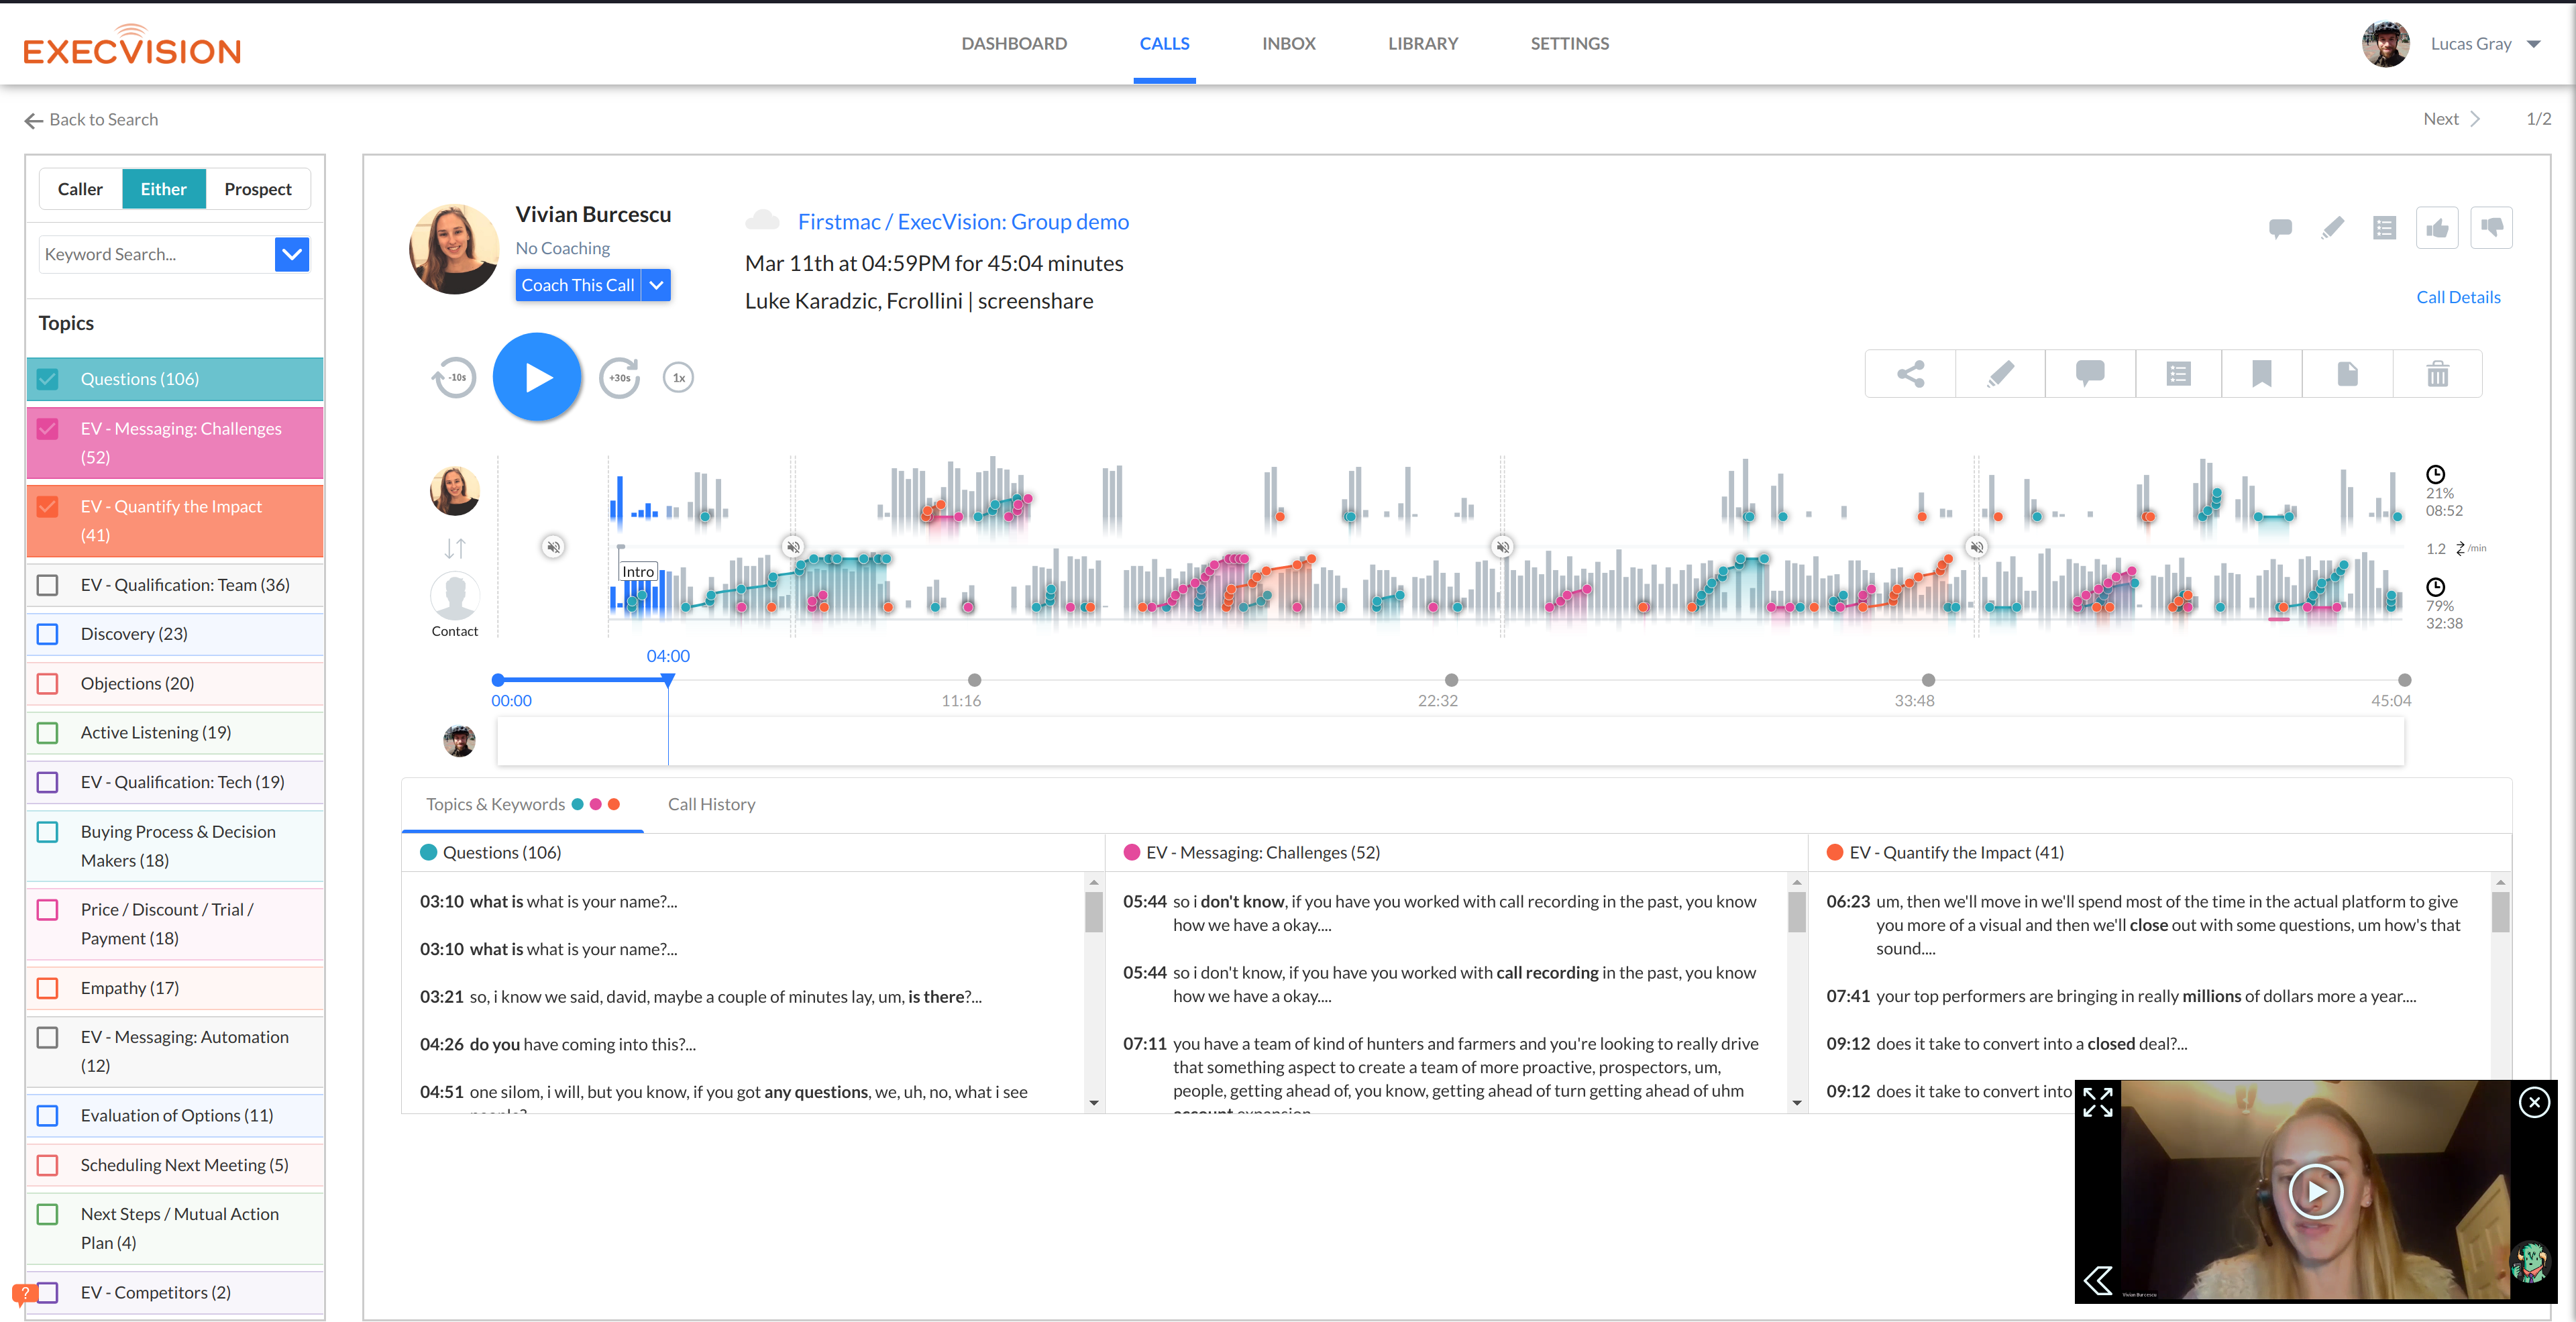 EXECVISION
DASHBOARD
CALLS
INBOX
LIBRARY
SETTINGS
Lucas Gray
Back to Search
Next
1/2
Caller
Either
Prospect
Keyword Search...
Topics
Questions (106)
EV - Messaging: Challenges
(52)
EV - Quantify the Impact
(41)
EV - Qualification: Team (36)
Discovery (23)
Objections (20)
Active Listening (19)
EV - Qualification: Tech (19)
Buying Process & Decision
Makers (18)
Price / Discount / Trial /
Payment (18)
Empathy (17)
EV - Messaging: Automation
(12)
Evaluation of Options (11)
Scheduling Next Meeting (5)
Next Steps / Mutual Action
Plan (4)
EV - Competitors (2)
?
Vivian Burcescu
No Coaching
Coach This Call
Firstmac / ExecVision: Group demo
Mar 11th at 04:59PM for 45:04 minutes
Luke Karadzic, Fcrollini | screenshare
Call Details
-10s
+30s
1x
21%
08:52
1.2 /min
Intro
Contact
79%
32:38
04:00
00:00
11:16
22:32
33:48
45:04
Topics & Keywords
Call History
Questions (106)
03:10 what is what is your name?...
03:10 what is what is your name?...
03:21 so, i know we said, david, maybe a couple of minutes lay, um, is there?...
04:26 do you have coming into this?...
04:51 one silom, i will, but you know, if you got any questions, we, uh, no, what i see
people?
EV - Messaging: Challenges (52)
05:44 so i don't know, if you have you worked with call recording in the past, you know
how we have a okay....
05:44 so i don't know, if you have you worked with call recording in the past, you know
how we have a okay....
07:11 you have a team of kind of hunters and farmers and you're looking to really drive
that something aspect to create a team of more proactive, prospectors, um,
people, getting ahead of, you know, getting ahead of turn getting ahead of uhm
account expansion
EV - Quantify the Impact (41)
06:23 um, then we'll move in we'll spend most of the time in the actual platform to give
you more of a visual and then we'll close out with some questions, um how's that
sound....
07:41 your top performers are bringing in really millions of dollars more a year....
09:12 does it take to convert into a closed deal?...
09:12 does it take to convert into
Vivian Burcescu